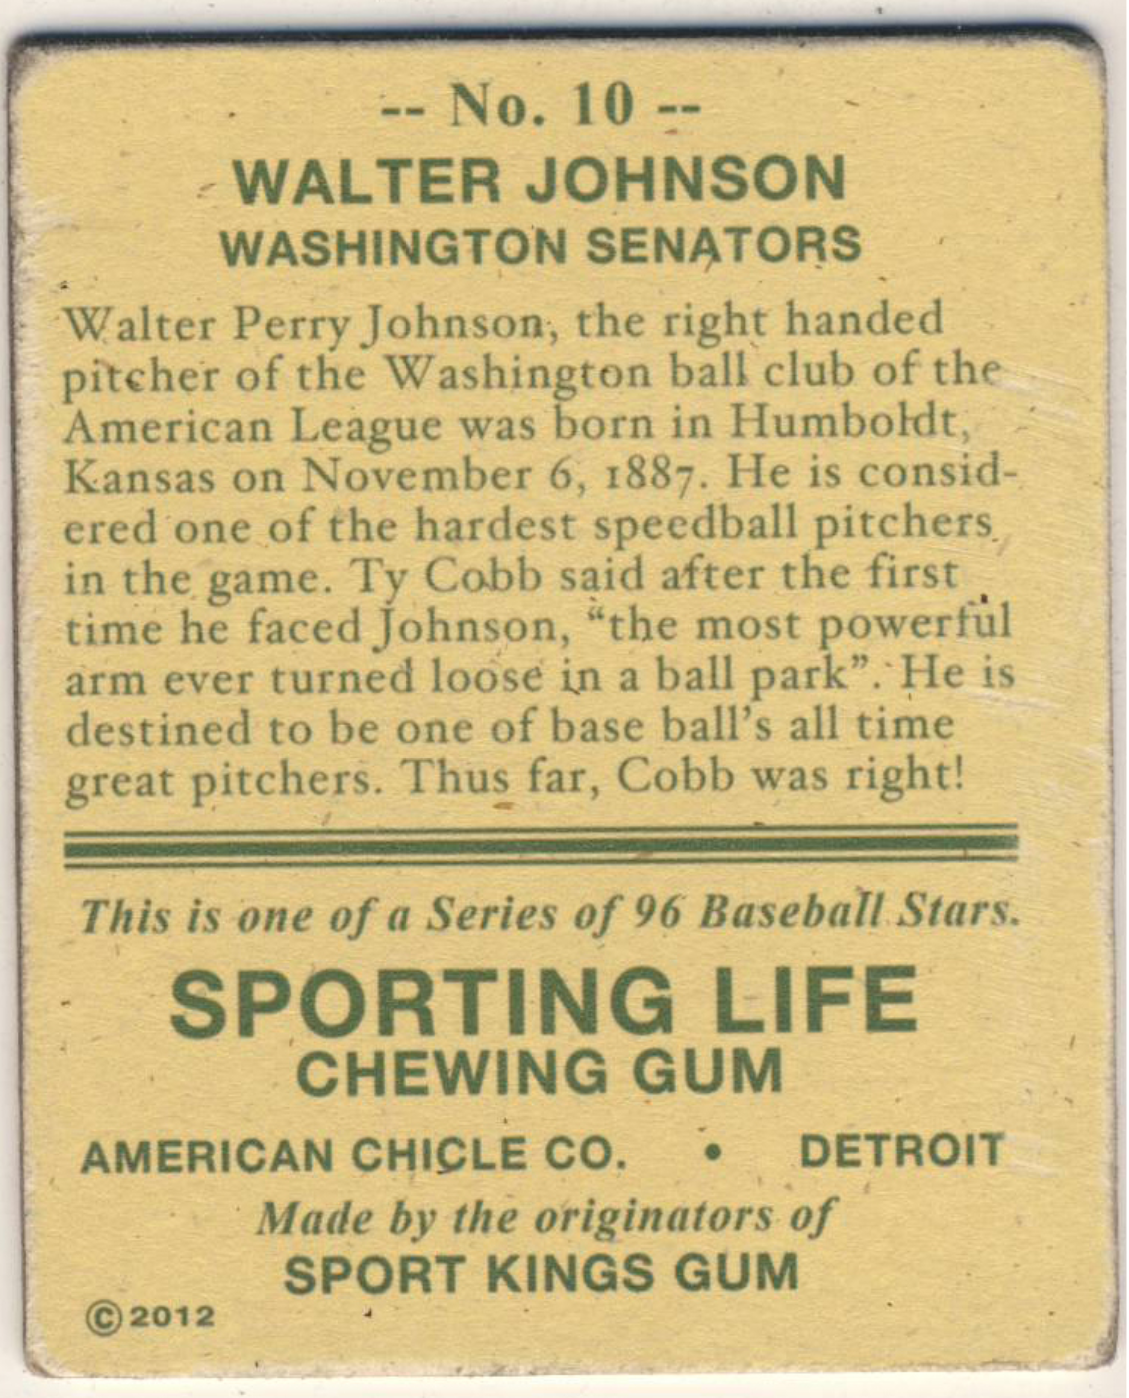 -- No. 10 --
WALTER JOHNSON
WASHINGTON SENATORS
Walter Perry Johnson, the right handed
pitcher of the Washington ball club of the
American League was born in Humboldt,
Kansas on November 6, 1887. He is consid-
ered one of the hardest speedball pitchers
in the game. Ty Cobb said after the first
time he faced Johnson, “the most powerful
arm ever turned loose in a ball park”. He is
destined to be one of base ball’s all time
great pitchers. Thus far, Cobb was right!
This is one of a Series of 96 Baseball Stars.
SPORTING LIFE
CHEWING GUM
AMERICAN CHICLE CO. • DETROIT
Made by the originators of
SPORT KINGS GUM
©2012